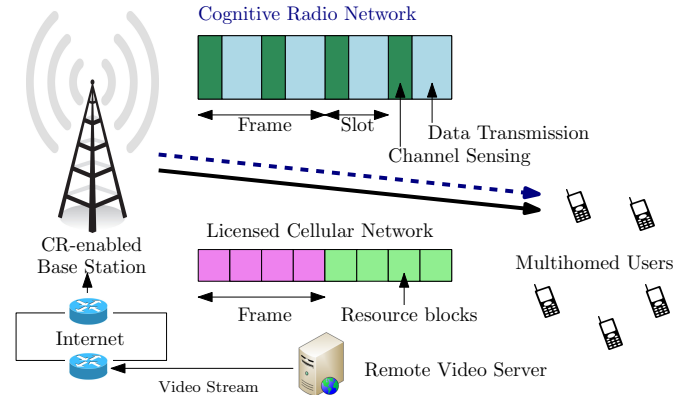 Cognitive Radio Network
Frame
Slot
Data Transmission
Channel Sensing
Licensed Cellular Network
CR-enabled
Base Station
Multihomed Users
Frame
Resource blocks
Internet
Remote Video Server
Video Stream